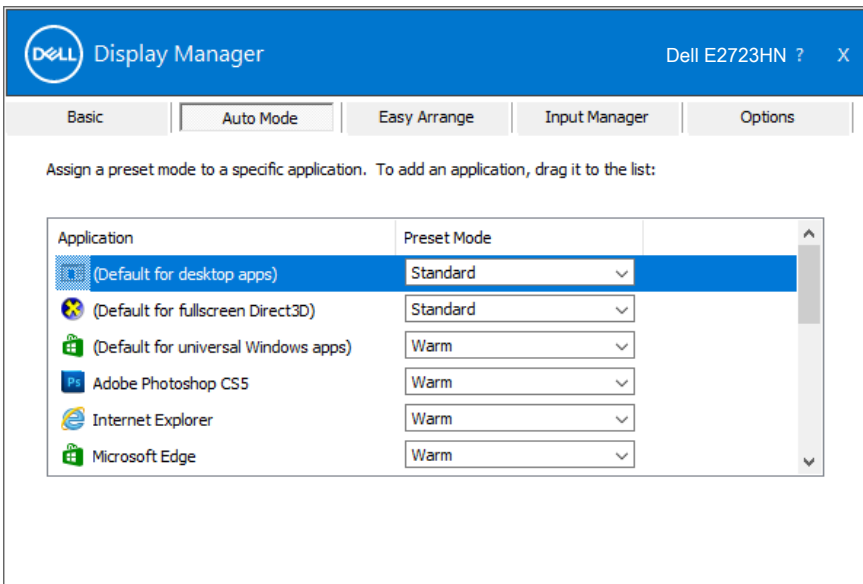 DELL Display Manager Dell E2723HN ? X
Basic Auto Mode Easy Arrange Input Manager Options
Assign a preset mode to a specific application. To add an application, drag it to the list:
Application Preset Mode
(Default for desktop apps) Standard
(Default for fullscreen Direct3D) Standard
(Default for universal Windows apps) Warm
Ps Adobe Photoshop CS5 Warm
Internet Explorer Warm
Microsoft Edge Warm